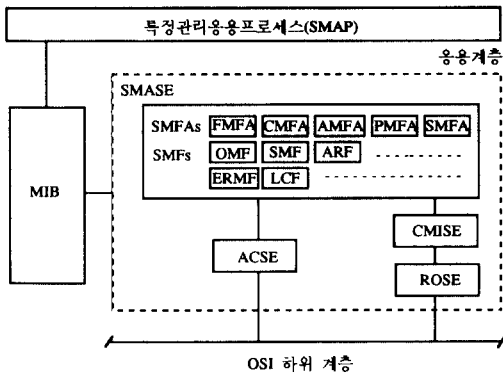 특정관리응용프로세스(SMAP)
응용계층
SMASE
SMFAs FMFA CMFA AMFA PMFA SMFA
SMFs OMF SMF ARF
ERMF LCF
MIB
CMISE
ACSE
ROSE
OSI 하위 계층